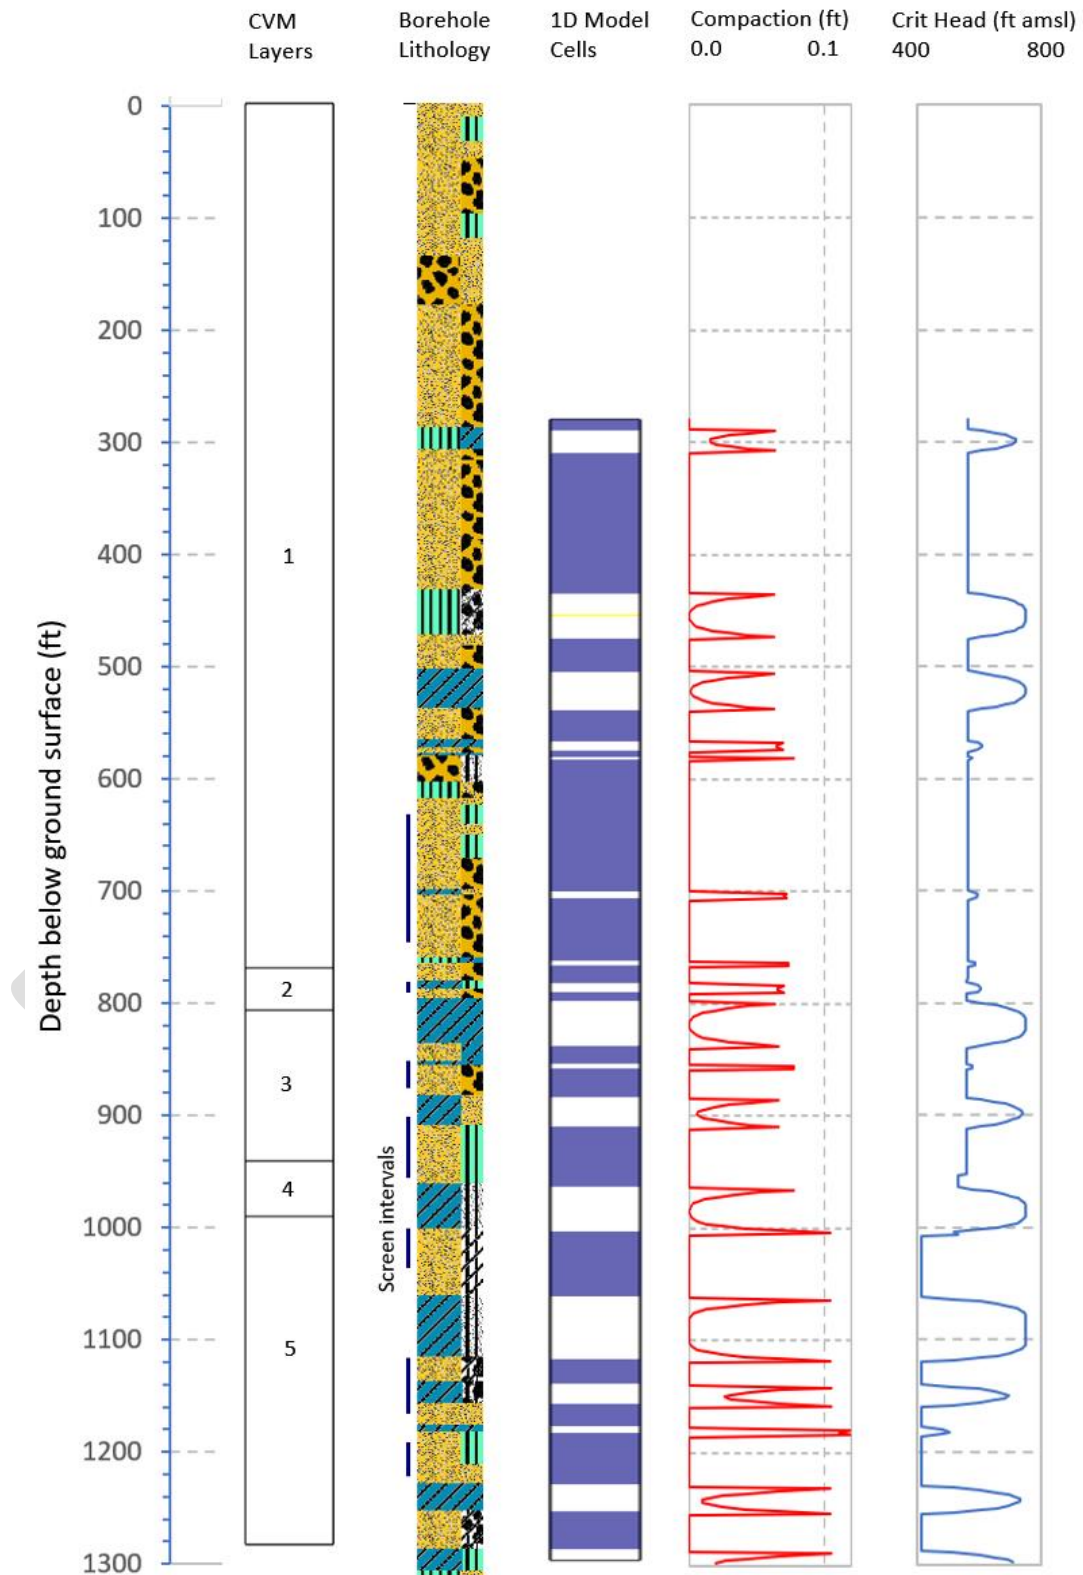 CVM
Layers
Borehole
Lithology
1D Model
Cells
Compaction (ft)
0.0 0.1
Crit Head (ft amsl)
400 800
Depth below ground surface (ft)
0
100
200
300
400
500
600
700
800
900
1000
1100
1200
1300
1
2
3
4
5
Screen intervals